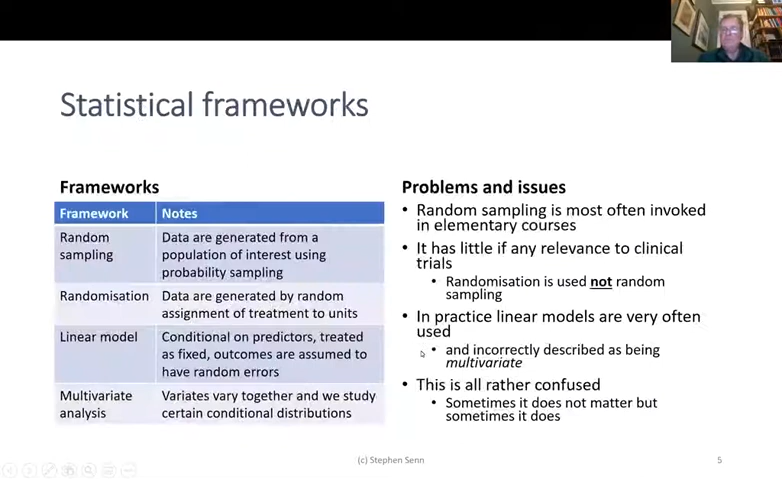 Statistical frameworks
Frameworks
Framework Notes
Random
sampling
Data are generated from a
population of interest using
probability sampling
Randomisation
Data are generated by random
assignment of treatment to units
Linear model
Conditional on predictors, treated
as fixed, outcomes are assumed to
have random errors
Multivariate
analysis
Variates vary together and we study
certain conditional distributions
Problems and issues
• Random sampling is most often invoked
in elementary courses
• It has little if any relevance to clinical
trials
• Randomisation is used not random
sampling
• In practice linear models are very often
used
• and incorrectly described as being
multivariate
• This is all rather confused
• Sometimes it does not matter but
sometimes it does
(c) Stephen Senn
5